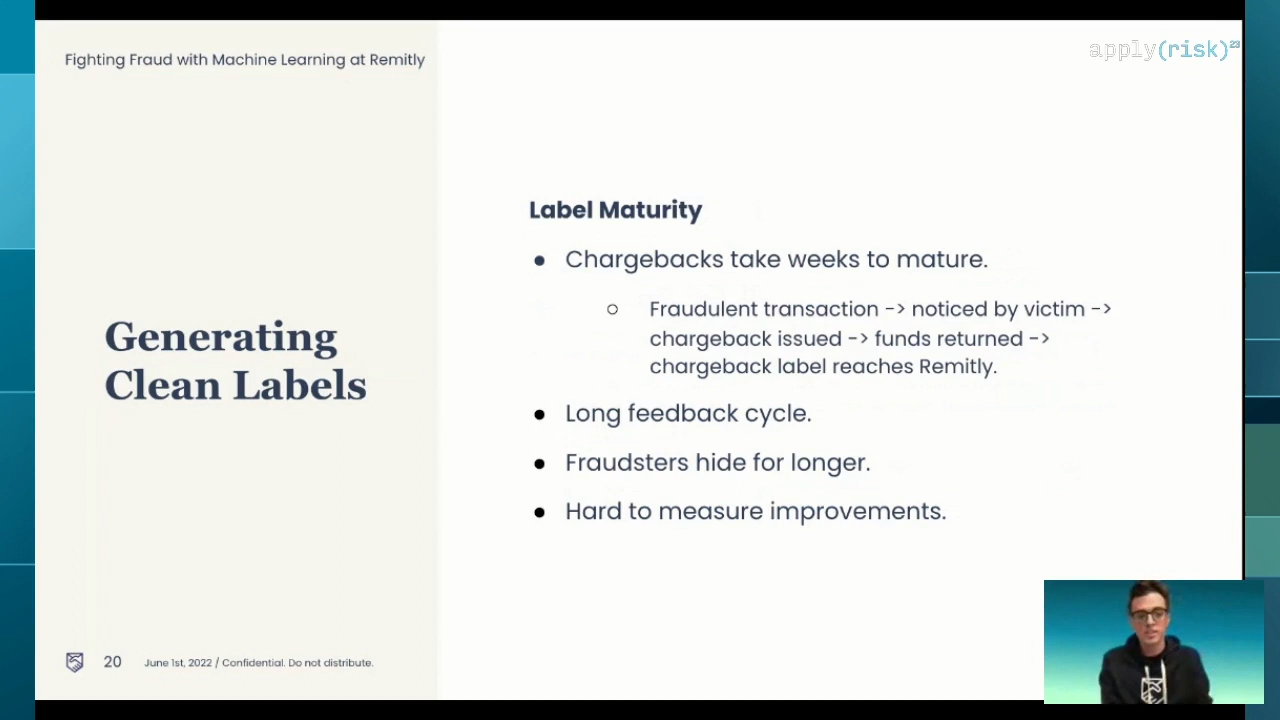 Fighting Fraud with Machine Learning at Remitly
apply(risk)23
Label Maturity
● Chargebacks take weeks to mature.
○ Fraudulent transaction -> noticed by victim ->
chargeback issued -> funds returned ->
chargeback label reaches Remitly.
● Long feedback cycle.
● Fraudsters hide for longer.
● Hard to measure improvements.
Generating
Clean Labels
20 June 1st, 2022 / Confidential. Do not distribute.